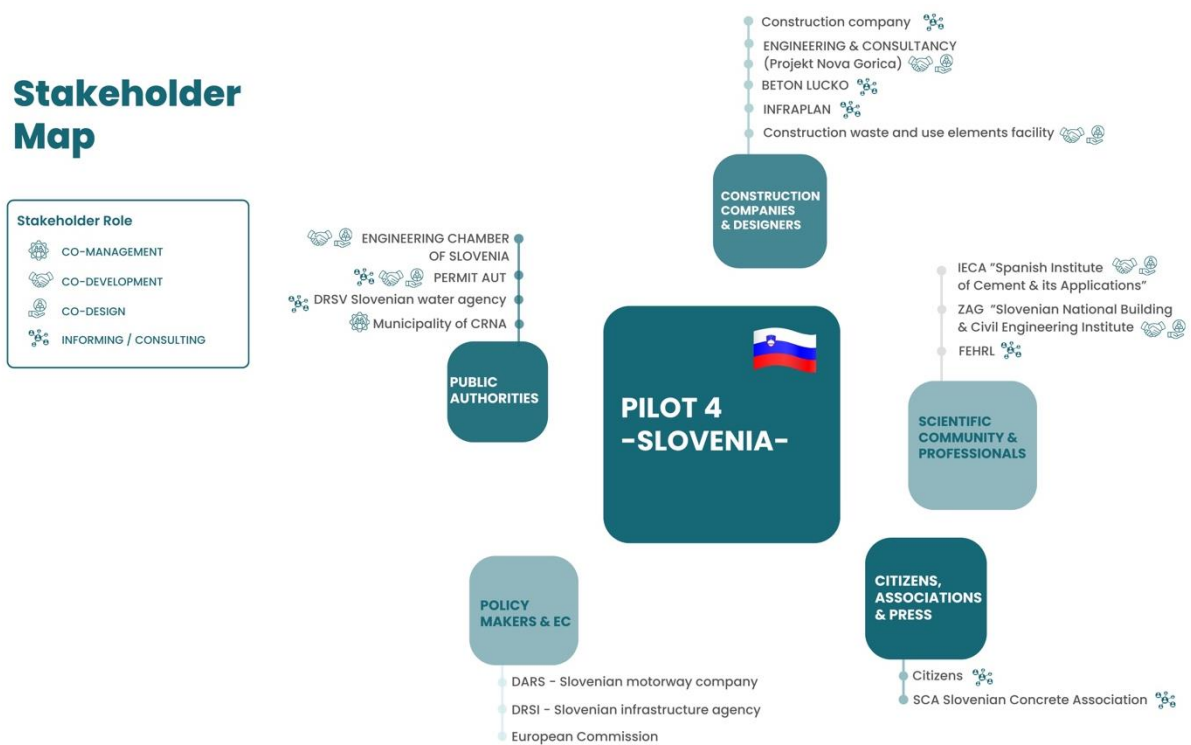 Stakeholder
Map
Stakeholder Role
CO-MANAGEMENT
CO-DEVELOPMENT
CO-DESIGN
INFORMING / CONSULTING
Construction company
ENGINEERING & CONSULTANCY
(Projekt Nova Gorica)
BETON LUCKO
INFRAPLAN
Construction waste and use elements facility
CONSTRUCTION
COMPANIES
& DESIGNERS
ENGINEERING CHAMBER
OF SLOVENIA
PERMIT AUT
DRSV Slovenian water agency
Municipality of CRNA
PUBLIC
AUTHORITIES
PILOT 4
-SLOVENIA-
IECA "Spanish Institute
of Cement & its Applications"
ZAG "Slovenian National Building
& Civil Engineering Institute
FEHRL
SCIENTIFIC
COMMUNITY &
PROFESSIONALS
POLICY
MAKERS & EC
DARS - Slovenian motorway company
DRSI - Slovenian infrastructure agency
European Commission
CITIZENS,
ASSOCIATIONS
& PRESS
Citizens
SCA Slovenian Concrete Association